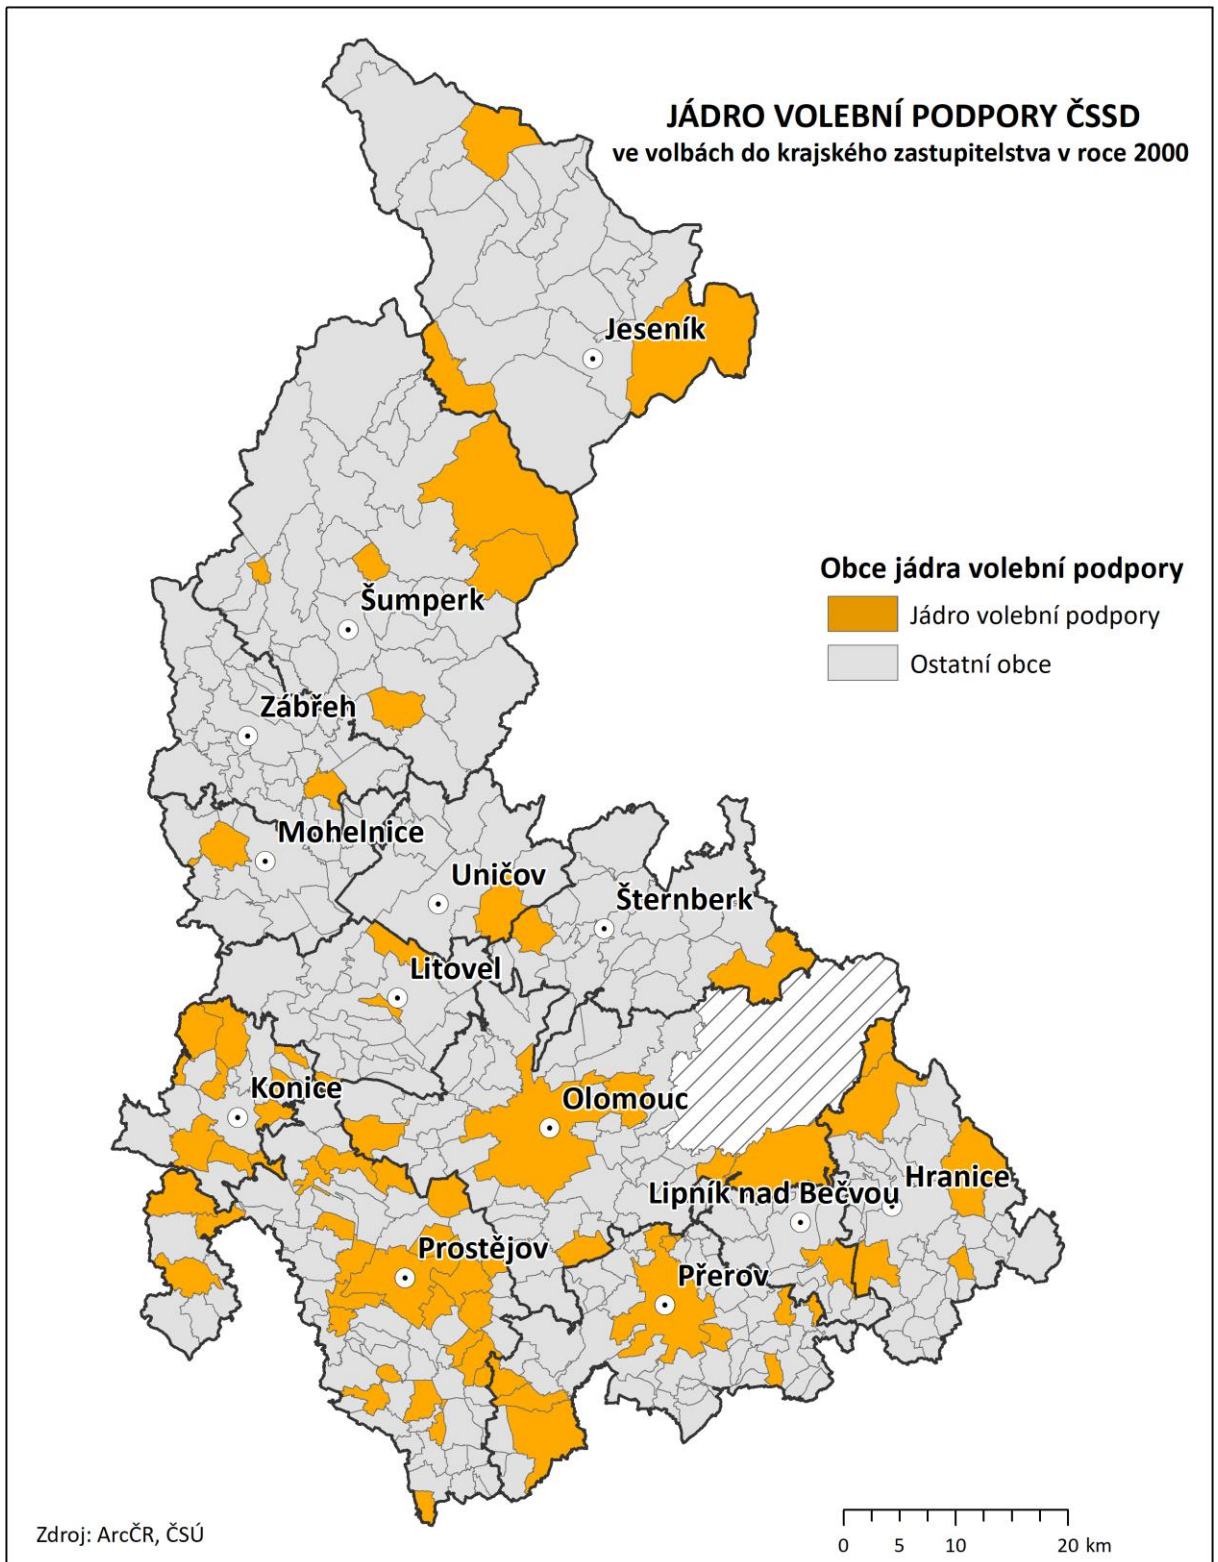 JÁDRO VOLEBNÍ PODPORY ČSSD
ve volbách do krajského zastupitelstva v roce 2000
Jeseník
Obce jádra volební podpory
Jádro volební podpory
Ostatní obce
Šumperk
Zábřeh
Mohelnice
Uničov
Šternberk
Litovel
Konice
Olomouc
Lipník nad Bečvou
Hranice
Prostějov
Přerov
Zdroj: ArcČR, ČSÚ
0 5 10 20 km